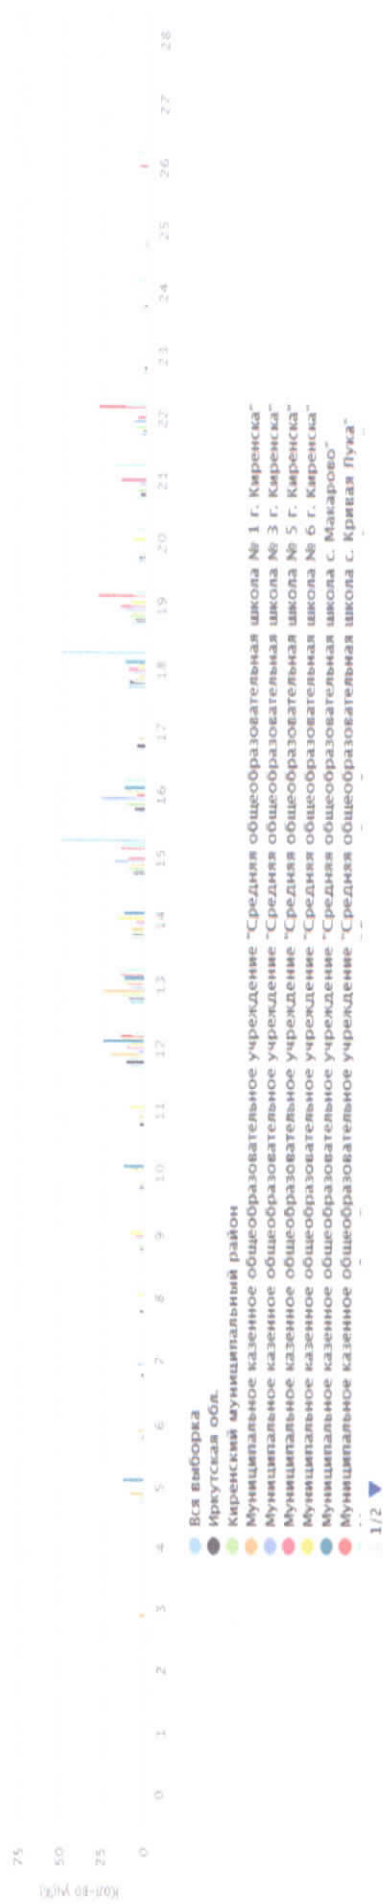 Кол-во уч(%)
75
50
25
0
0 1 2 3 4 5 6 7 8 9 10 11 12 13 14 15 16 17 18 19 20 21 22 23 24 25 26 27 28
Вся выборка
Иркутская обл.
Киренский муниципальный район
Муниципальное казенное общеобразовательное учреждение "Средняя общеобразовательная школа № 1 г. Киренска"
Муниципальное казенное общеобразовательное учреждение "Средняя общеобразовательная школа № 3 г. Киренска"
Муниципальное казенное общеобразовательное учреждение "Средняя общеобразовательная школа № 5 г. Киренска"
Муниципальное казенное общеобразовательное учреждение "Средняя общеобразовательная школа № 6 г. Киренска"
Муниципальное казенное общеобразовательное учреждение "Средняя общеобразовательная школа с. Макарово"
Муниципальное казенное общеобразовательное учреждение "Средняя общеобразовательная школа с. Кривая Лука"
1/2